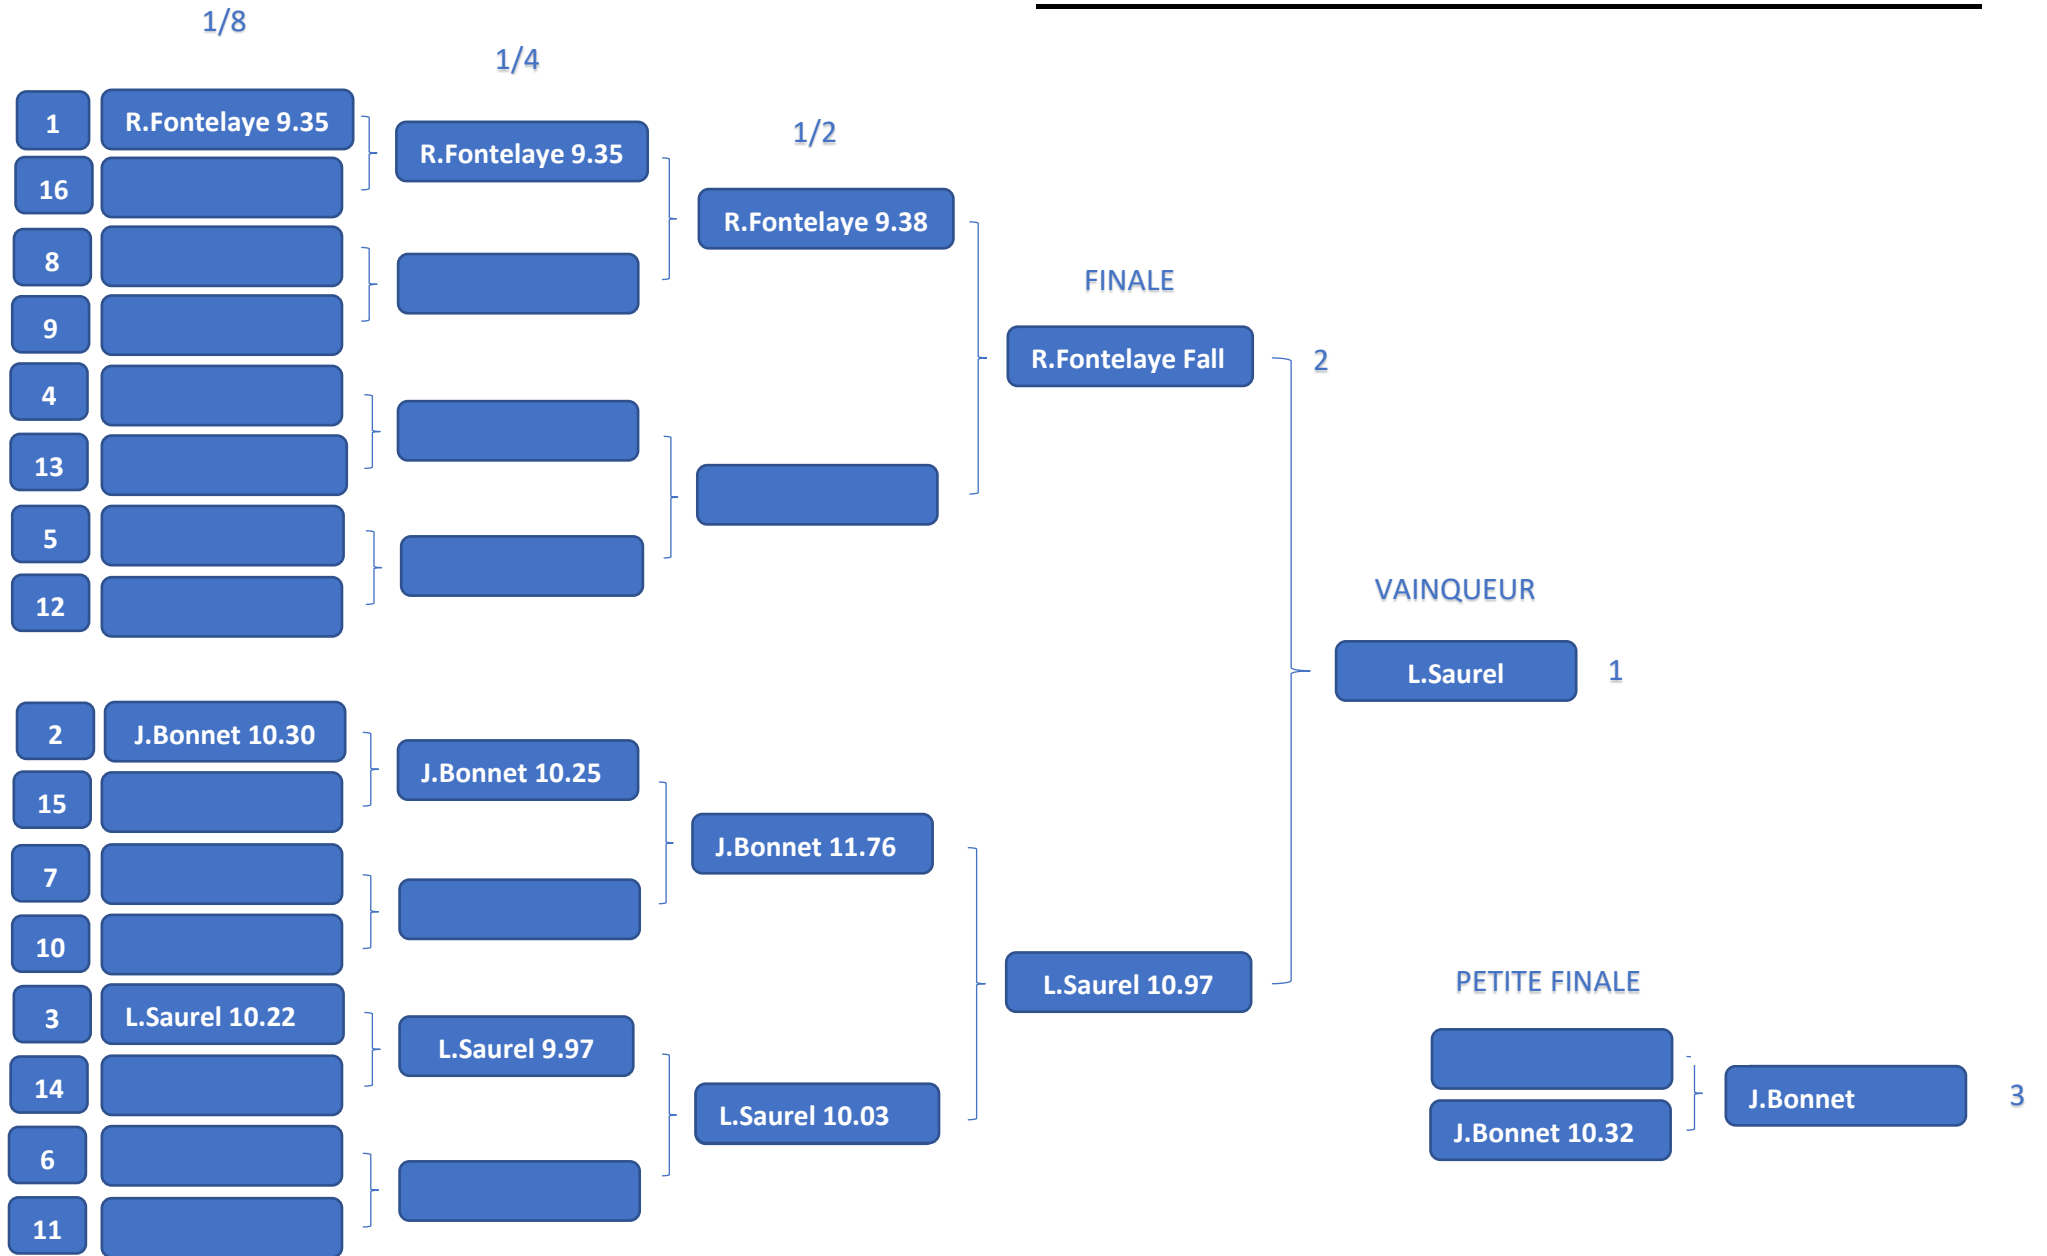 1/8
1/4
1/2
1
R.Fontelaye 9.35
R.Fontelaye 9.35
16
R.Fontelaye 9.38
8
FINALE
9
R.Fontelaye Fall
2
4
13
5
VAINQUEUR
12
L.Saurel
1
2
J.Bonnet 10.30
J.Bonnet 10.25
15
J.Bonnet 11.76
7
10
L.Saurel 10.97
PETITE FINALE
3
L.Saurel 10.22
L.Saurel 9.97
14
L.Saurel 10.03
J.Bonnet
3
J.Bonnet 10.32
6
11